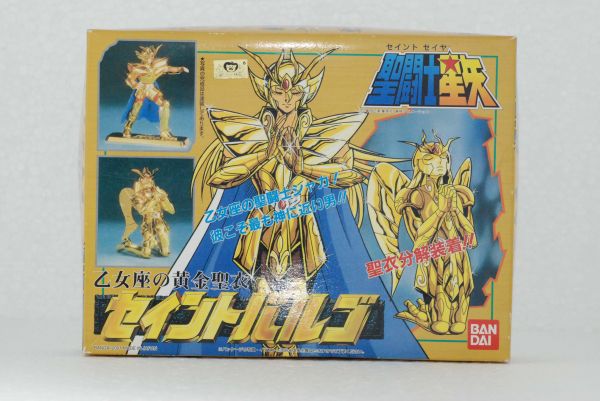 セイント セイヤ
聖闘士星矢
乙女座の聖闘士シャカ!
彼こそ最も神に近い男!!
聖衣分解装着!!
乙女座の黄金聖衣
セイントバルゴ
BAN
DAI